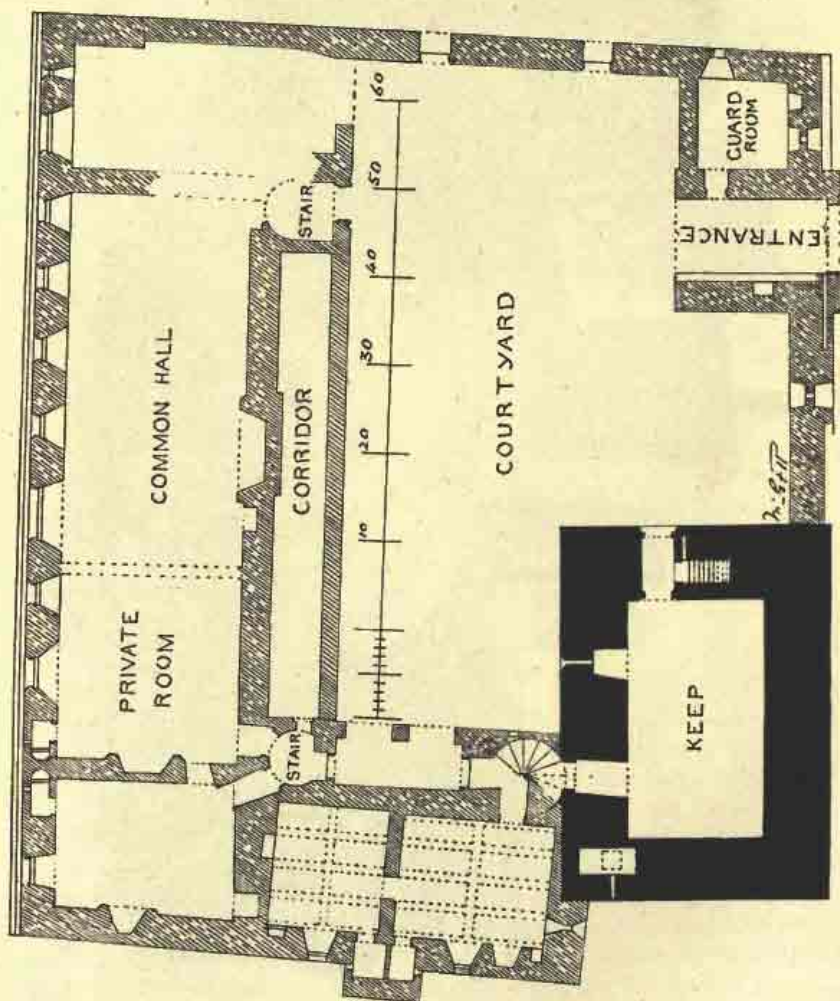 60
50
40
30
20
10
GUARD
ROOM
ENTRANCE
STAIR
COMMON HALL
CORRIDOR
COURTYARD
PRIVATE
ROOM
STAIR
KEEP